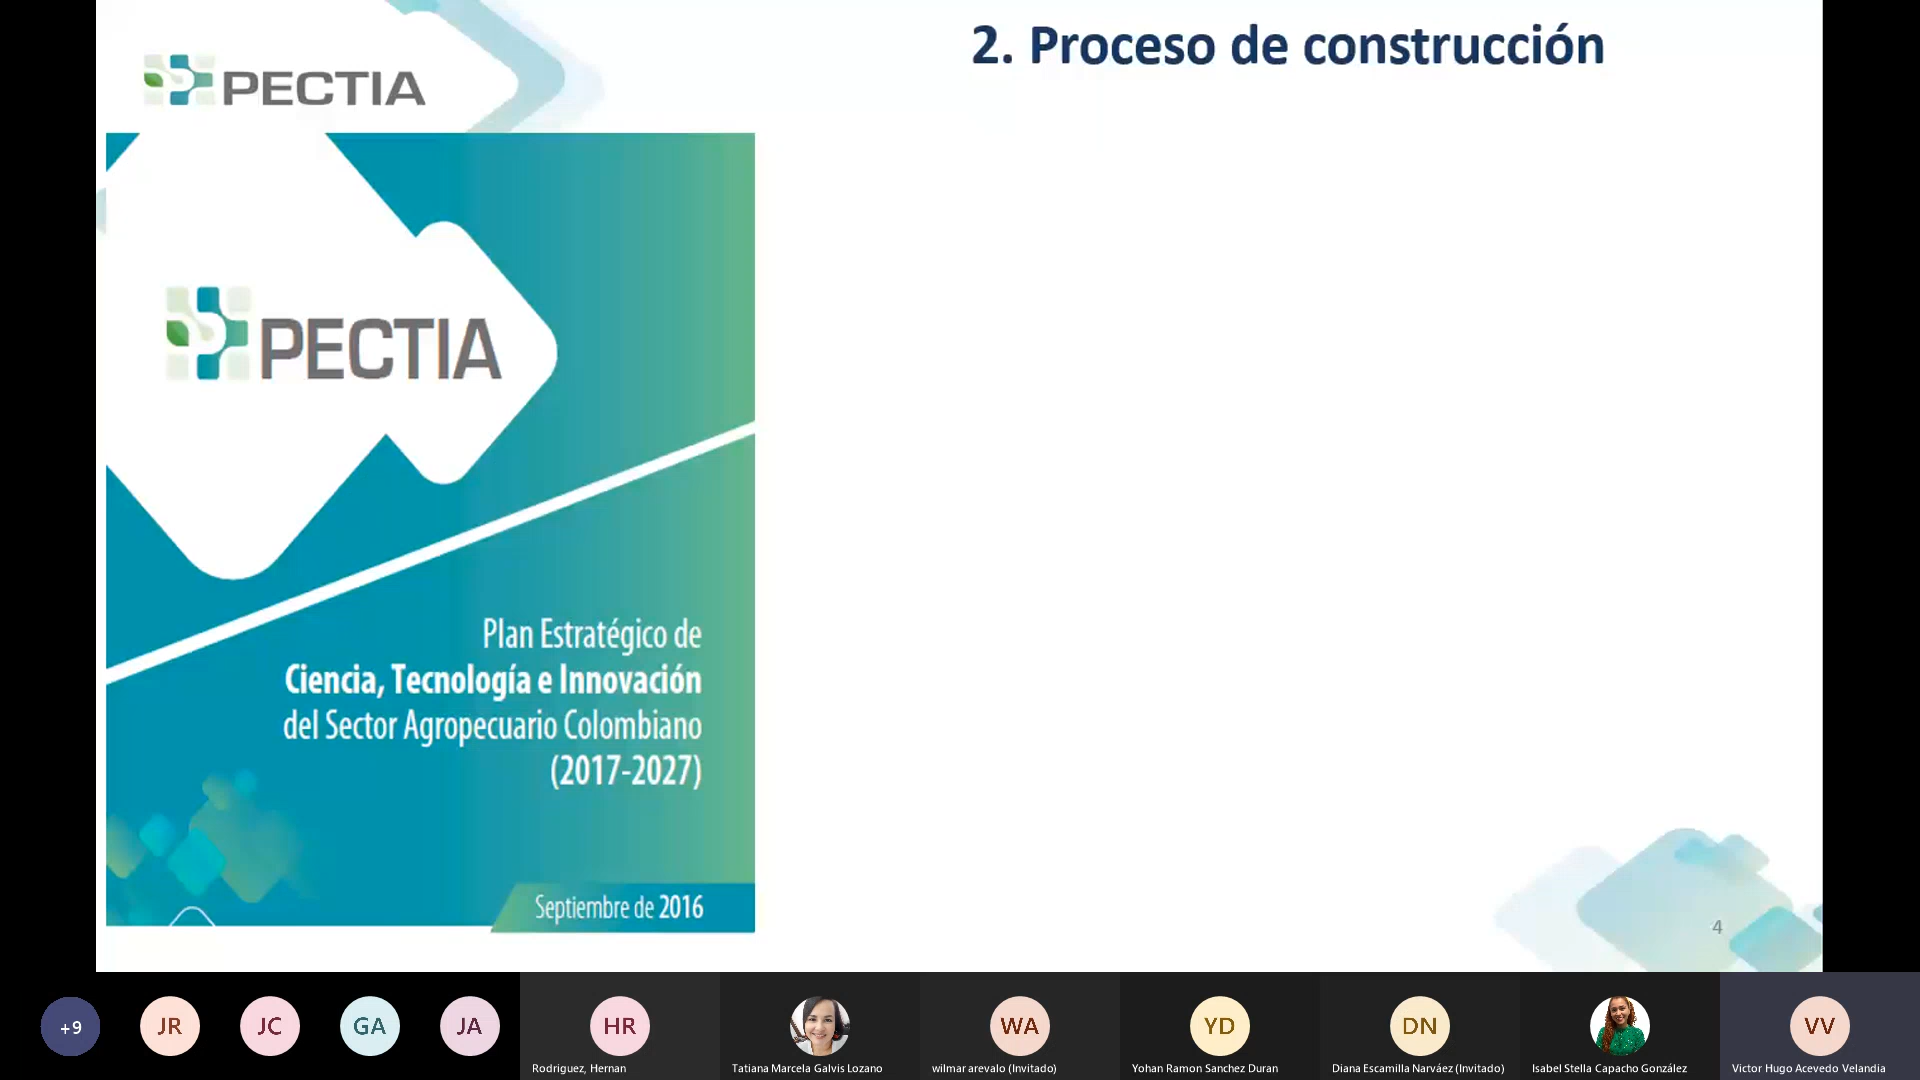 PECTIA
2. Proceso de construcción
PECTIA
Plan Estratégico de
Ciencia, Tecnología e Innovación
del Sector Agropecuario Colombiano
(2017-2027)
Septiembre de 2016
4
+9
JR
JC
GA
JA
HR
WA
YD
DN
VV
Rodriguez, Hernan
Tatiana Marcela Galvis Lozano
wilmar arevalo (Invitado)
Yohan Ramon Sanchez Duran
Diana Escamilla Narváez (Invitado)
Isabel Stella Capacho González
Victor Hugo Acevedo Velandia